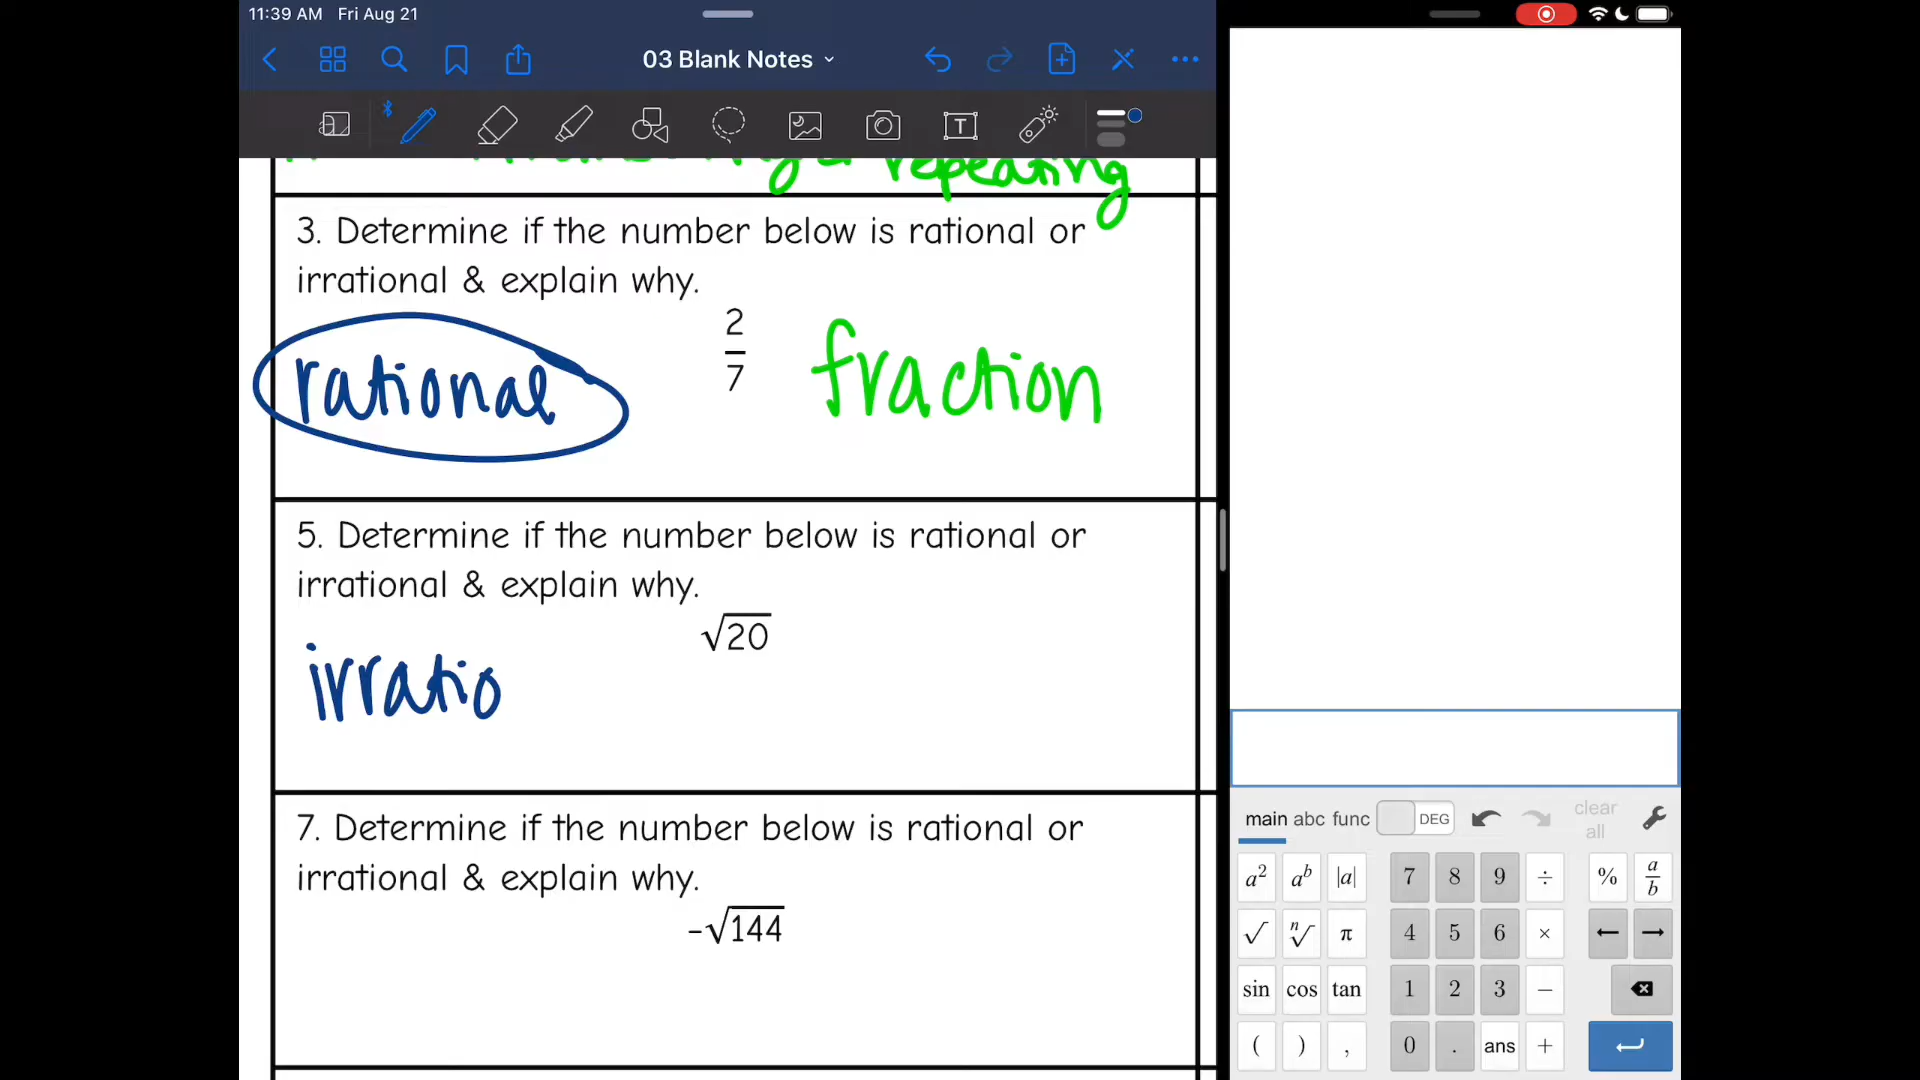 11:39 AM Fri Aug 21
03 Blank Notes
repeating
3. Determine if the number below is rational or
irrational & explain why.
2
7
rational
fraction
5. Determine if the number below is rational or
irrational & explain why.
√20
irratio
7. Determine if the number below is rational or
irrational & explain why.
-√144
main abc func DEG clear all
a² aᵇ |a| 7 8 9 ÷ % a/b
√ ⁿ√ π 4 5 6 × ← →
sin cos tan 1 2 3 −
( ) , 0 . ans +